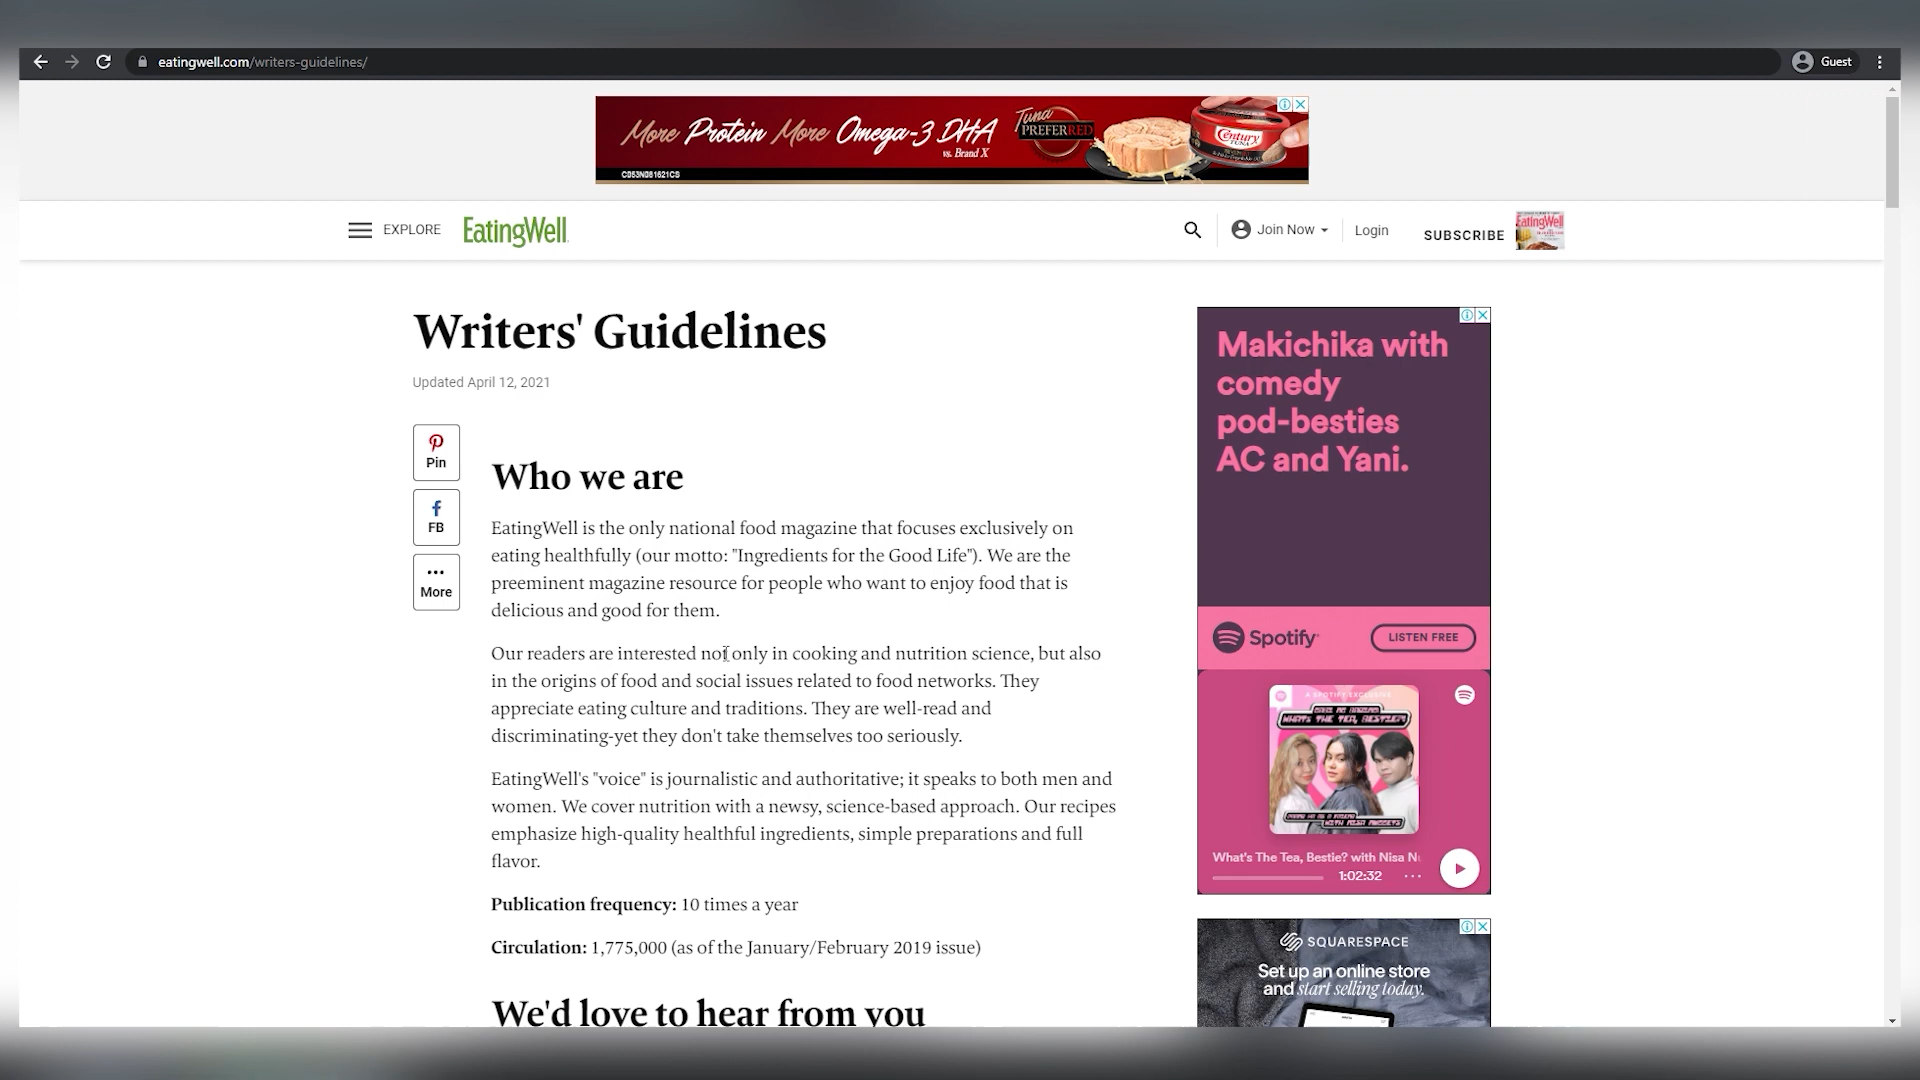 eatingwell.com/writers-guidelines/
Guest
More Protein More Omega-3 DHA
vs. Brand X
Tuna
PREFERRED
Century
TUNA
EXPLORE
EatingWell
Join Now
Login
SUBSCRIBE
EatingWell
Writers' Guidelines
Updated April 12, 2021
Pin
FB
More
Who we are
EatingWell is the only national food magazine that focuses exclusively on
eating healthfully (our motto: "Ingredients for the Good Life"). We are the
preeminent magazine resource for people who want to enjoy food that is
delicious and good for them.
Our readers are interested not only in cooking and nutrition science, but also
in the origins of food and social issues related to food networks. They
appreciate eating culture and traditions. They are well-read and
discriminating-yet they don't take themselves too seriously.
EatingWell's "voice" is journalistic and authoritative; it speaks to both men and
women. We cover nutrition with a newsy, science-based approach. Our recipes
emphasize high-quality healthful ingredients, simple preparations and full
flavor.
Publication frequency: 10 times a year
Circulation: 1,775,000 (as of the January/February 2019 issue)
We'd love to hear from you
Makichika with
comedy
pod-besties
AC and Yani.
Spotify
LISTEN FREE
A SPOTIFY EXCLUSIVE
WHAT'S THE TEA, BESTIE?
What's The Tea, Bestie? with Nisa
1:02:32
SQUARESPACE
Set up an online store
and start selling today.